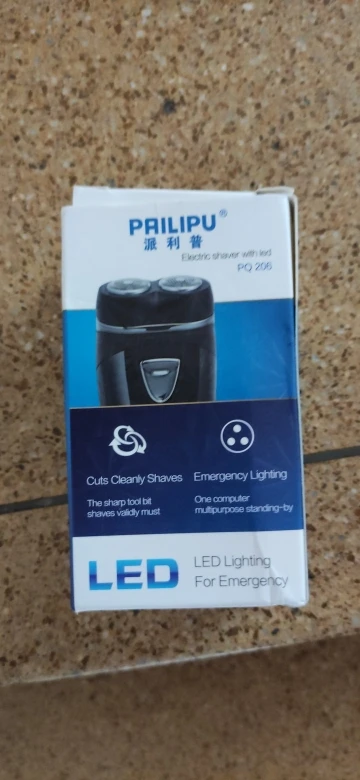 PHILIPU®
派利普
Electric shaver with led
PQ 206
Cuts Cleanly Shaves
The sharp tool bit
shaves validly must
Emergency Lighting
One computer
multipurpose standing-by
LED
LED Lighting
For Emergency